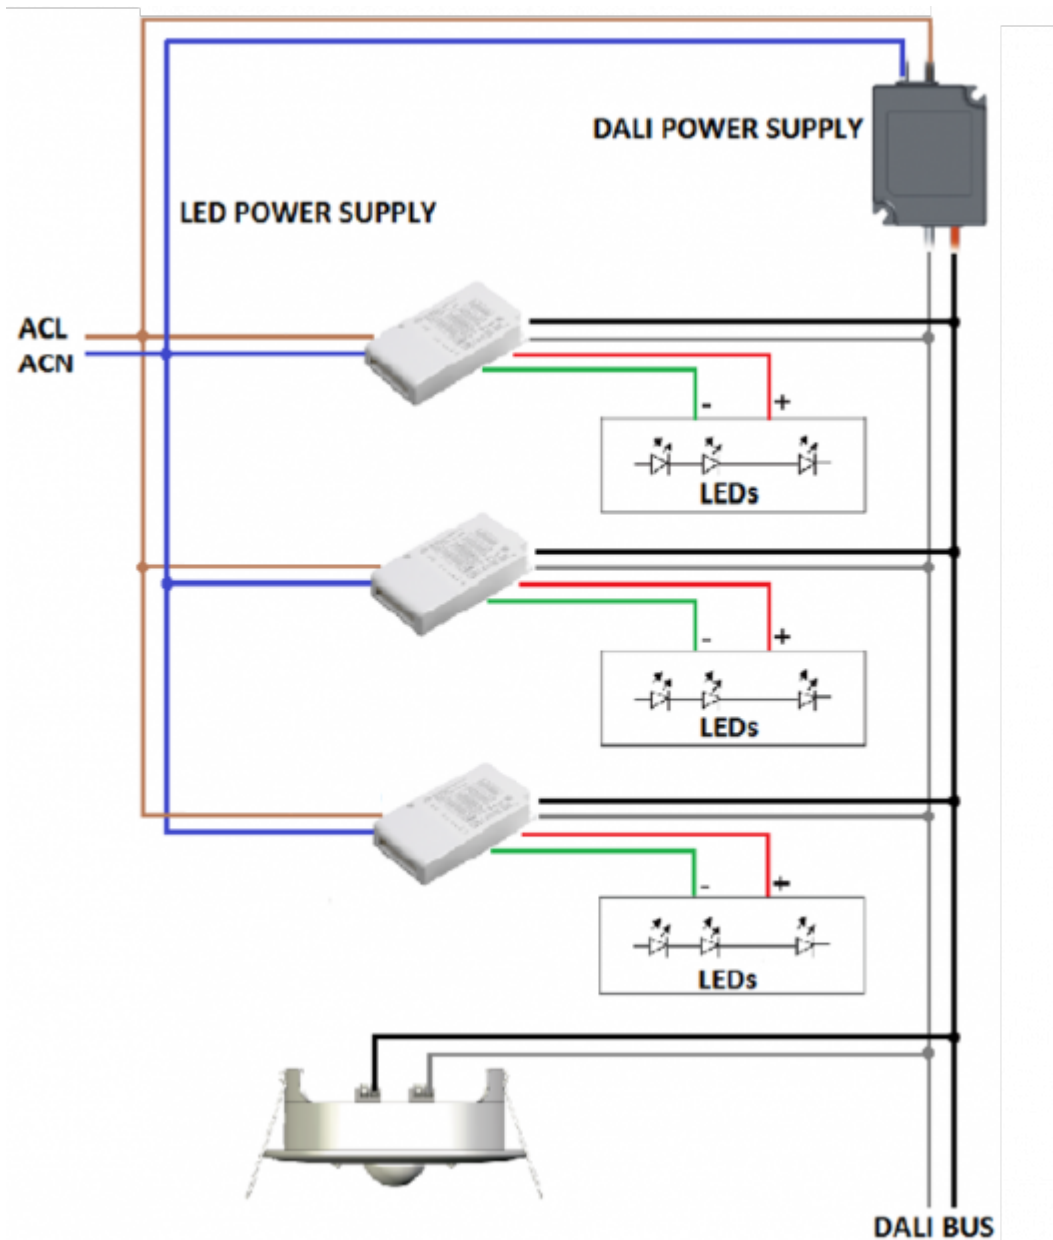 DALI POWER SUPPLY
LED POWER SUPPLY
ACL
ACN
- +
LEDs
- +
LEDs
- +
LEDs
DALI BUS